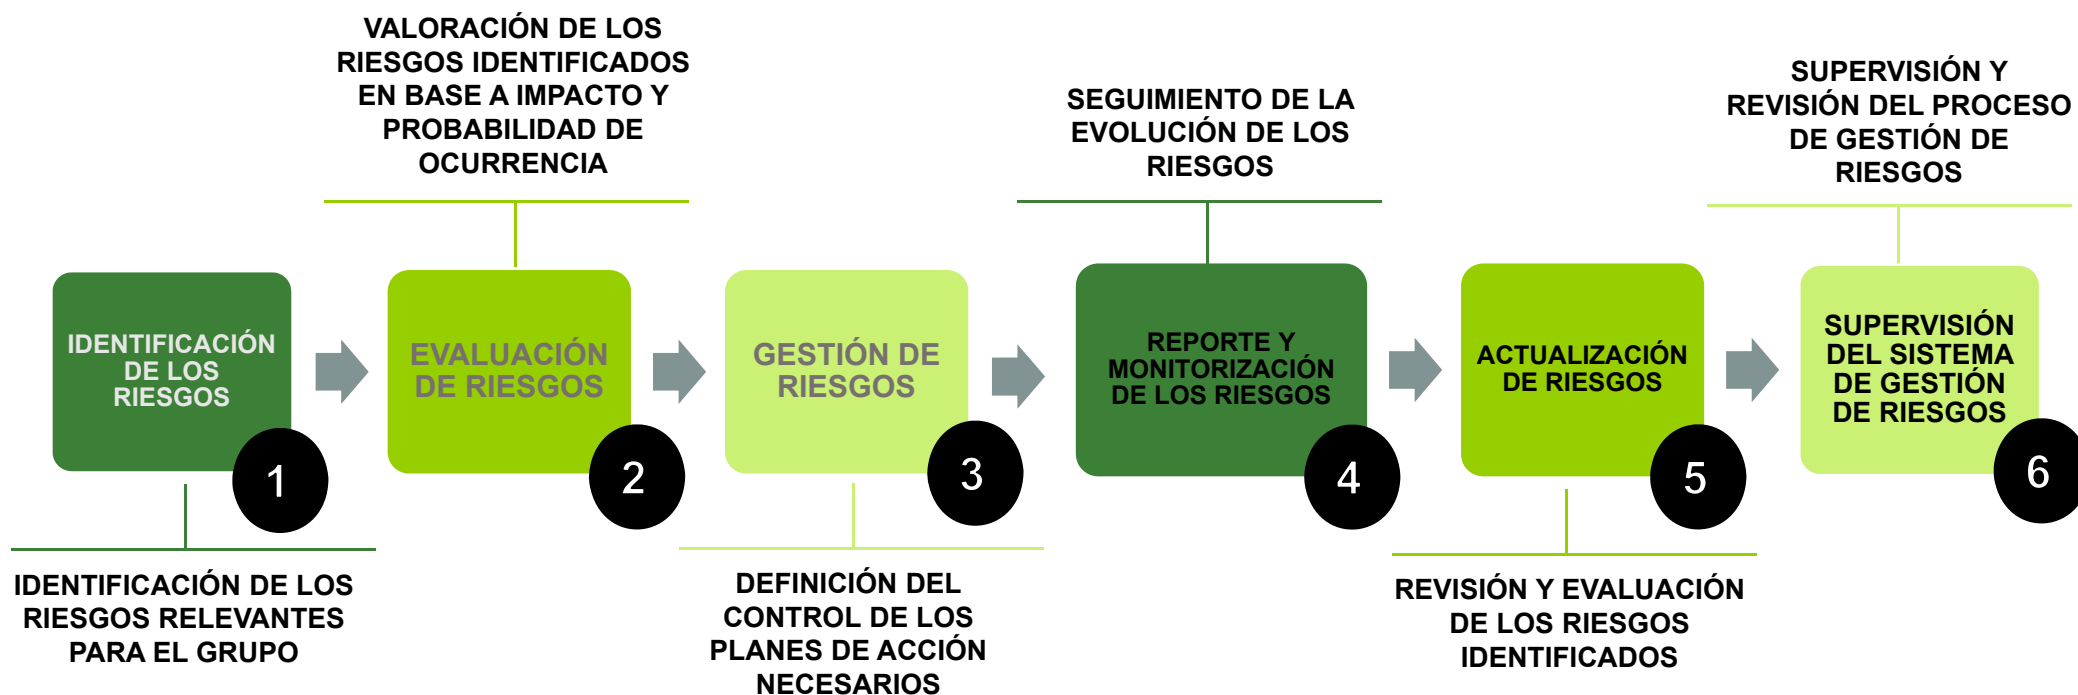 VALORACIÓN DE LOS
RIESGOS IDENTIFICADOS
EN BASE A IMPACTO Y
PROBABILIDAD DE
OCURRENCIA
SEGUIMIENTO DE LA
EVOLUCIÓN DE LOS
RIESGOS
SUPERVISIÓN Y
REVISIÓN DEL PROCESO
DE GESTIÓN DE
RIESGOS
IDENTIFICACIÓN
DE LOS
RIESGOS
1
EVALUACIÓN
DE RIESGOS
2
GESTIÓN DE
RIESGOS
3
REPORTE Y
MONITORIZACIÓN
DE LOS RIESGOS
4
ACTUALIZACIÓN
DE RIESGOS
5
SUPERVISIÓN
DEL SISTEMA
DE GESTIÓN
DE RIESGOS
6
IDENTIFICACIÓN DE LOS
RIESGOS RELEVANTES
PARA EL GRUPO
DEFINICIÓN DEL
CONTROL DE LOS
PLANES DE ACCIÓN
NECESARIOS
REVISIÓN Y EVALUACIÓN
DE LOS RIESGOS
IDENTIFICADOS